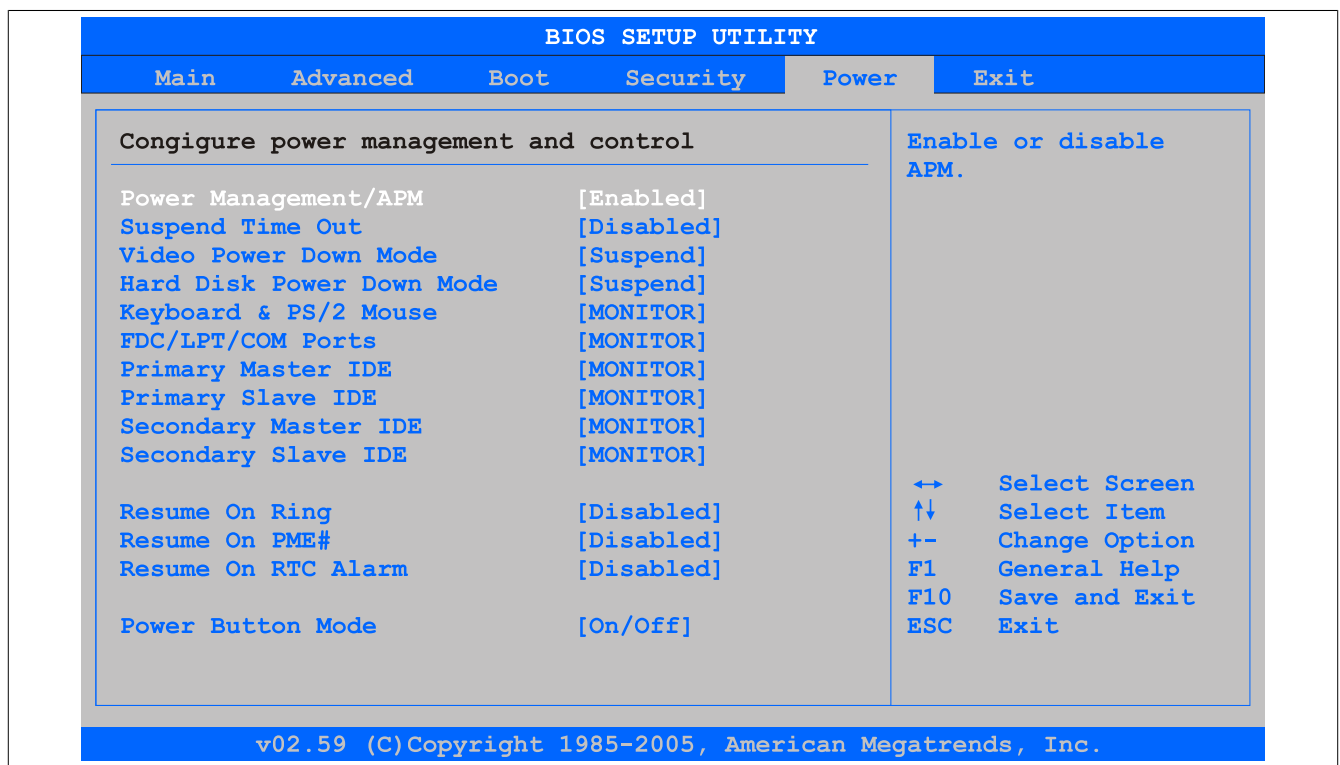 BIOS SETUP UTILITY
Main Advanced Boot Security Power Exit
Congigure power management and control
Power Management/APM [Enabled]
Suspend Time Out [Disabled]
Video Power Down Mode [Suspend]
Hard Disk Power Down Mode [Suspend]
Keyboard & PS/2 Mouse [MONITOR]
FDC/LPT/COM Ports [MONITOR]
Primary Master IDE [MONITOR]
Primary Slave IDE [MONITOR]
Secondary Master IDE [MONITOR]
Secondary Slave IDE [MONITOR]
Resume On Ring [Disabled]
Resume On PME# [Disabled]
Resume On RTC Alarm [Disabled]
Power Button Mode [On/Off]
Enable or disable
APM.
↔ Select Screen
↑↓ Select Item
+- Change Option
F1 General Help
F10 Save and Exit
ESC Exit
v02.59 (C)Copyright 1985-2005, American Megatrends, Inc.